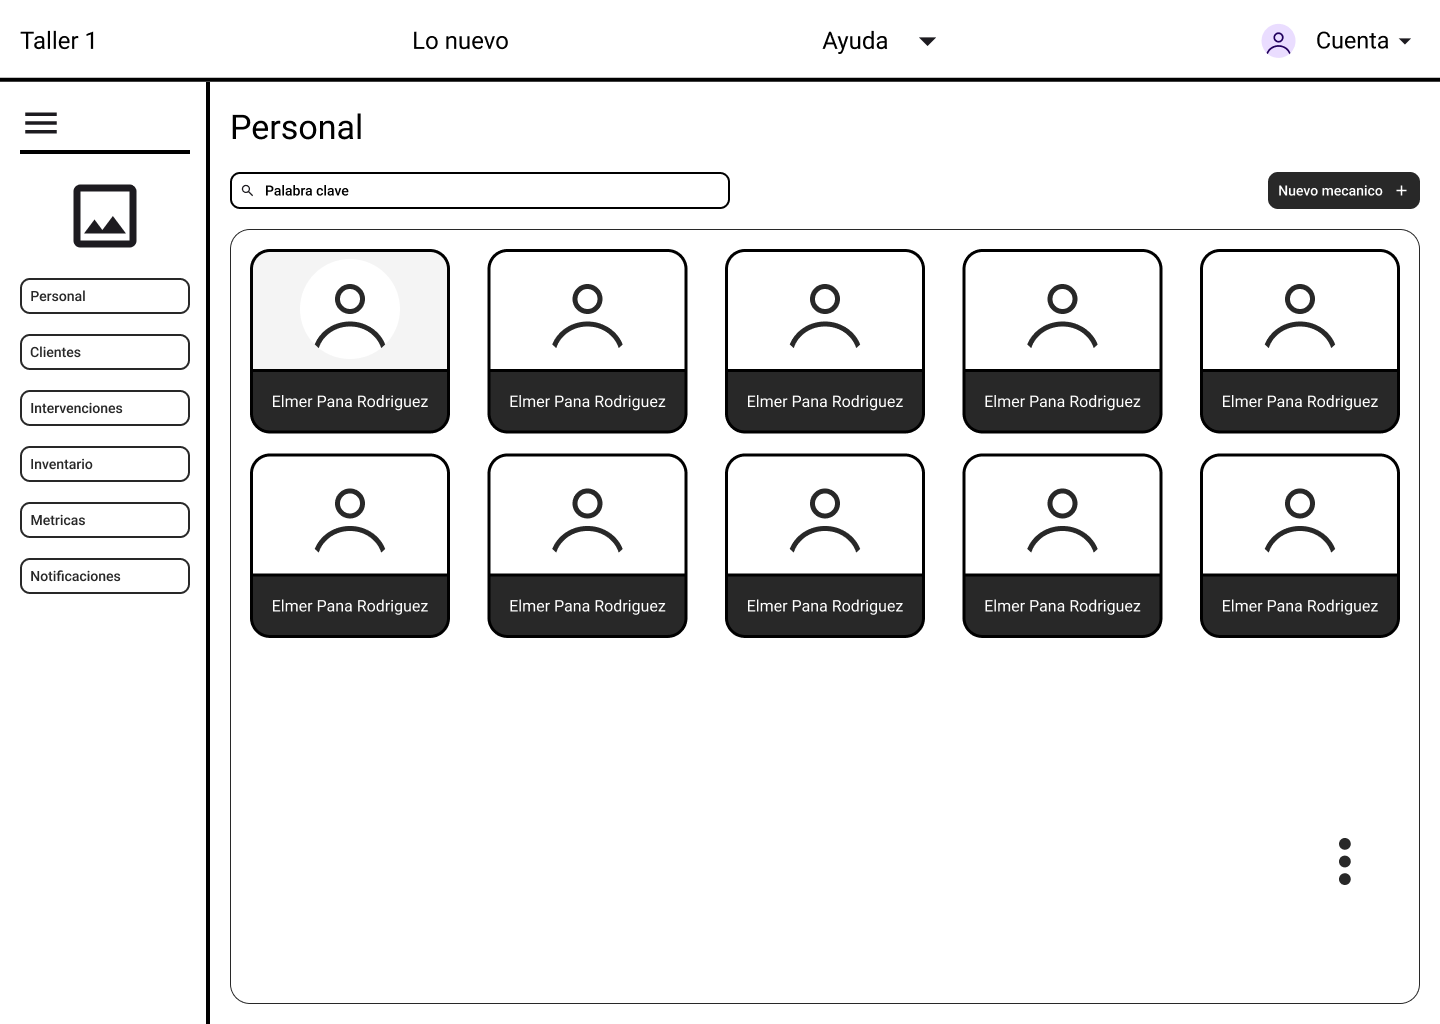 Taller 1
Lo nuevo
Ayuda
Cuenta
Personal
Palabra clave
Nuevo mecanico
Personal
Clientes
Intervenciones
Inventario
Metricas
Notificaciones
Elmer Pana Rodriguez
Elmer Pana Rodriguez
Elmer Pana Rodriguez
Elmer Pana Rodriguez
Elmer Pana Rodriguez
Elmer Pana Rodriguez
Elmer Pana Rodriguez
Elmer Pana Rodriguez
Elmer Pana Rodriguez
Elmer Pana Rodriguez